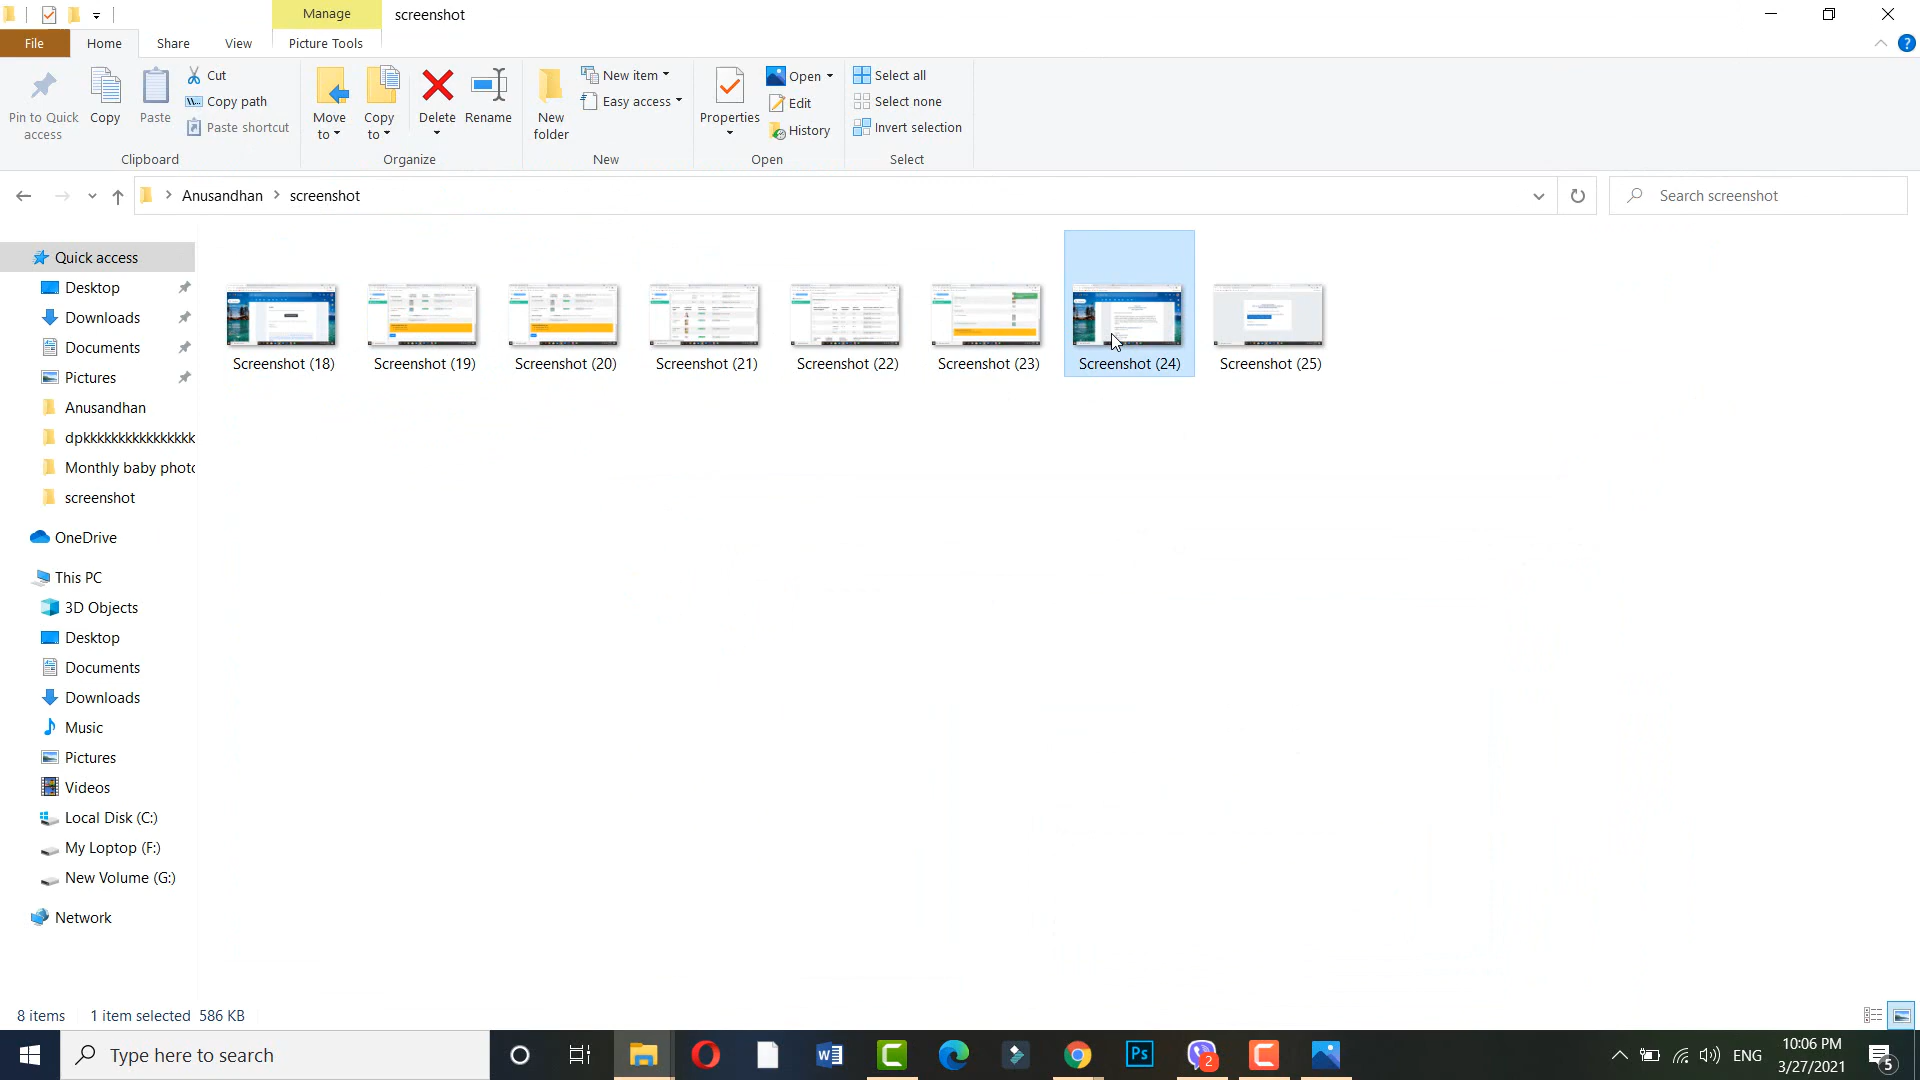 Manage
screenshot
File
Home
Share
View
Picture Tools
Pin to Quick
access
Copy
Paste
Cut
Copy path
Paste shortcut
Clipboard
Move
to
Copy
to
Delete
Rename
Organize
New
folder
New item
Easy access
New
Properties
Open
Edit
History
Open
Select all
Select none
Invert selection
Select
Anusandhan
screenshot
Search screenshot
Quick access
Desktop
Downloads
Documents
Pictures
Anusandhan
dpkkkkkkkkkkkkkkk
Monthly baby photo
screenshot
OneDrive
This PC
3D Objects
Desktop
Documents
Downloads
Music
Pictures
Videos
Local Disk (C:)
My Loptop (F:)
New Volume (G:)
Network
Screenshot (18)
Screenshot (19)
Screenshot (20)
Screenshot (21)
Screenshot (22)
Screenshot (23)
Screenshot (24)
Screenshot (25)
8 items
1 item selected 586 KB
Type here to search
Ps
2
ENG
10:06 PM
3/27/2021
5